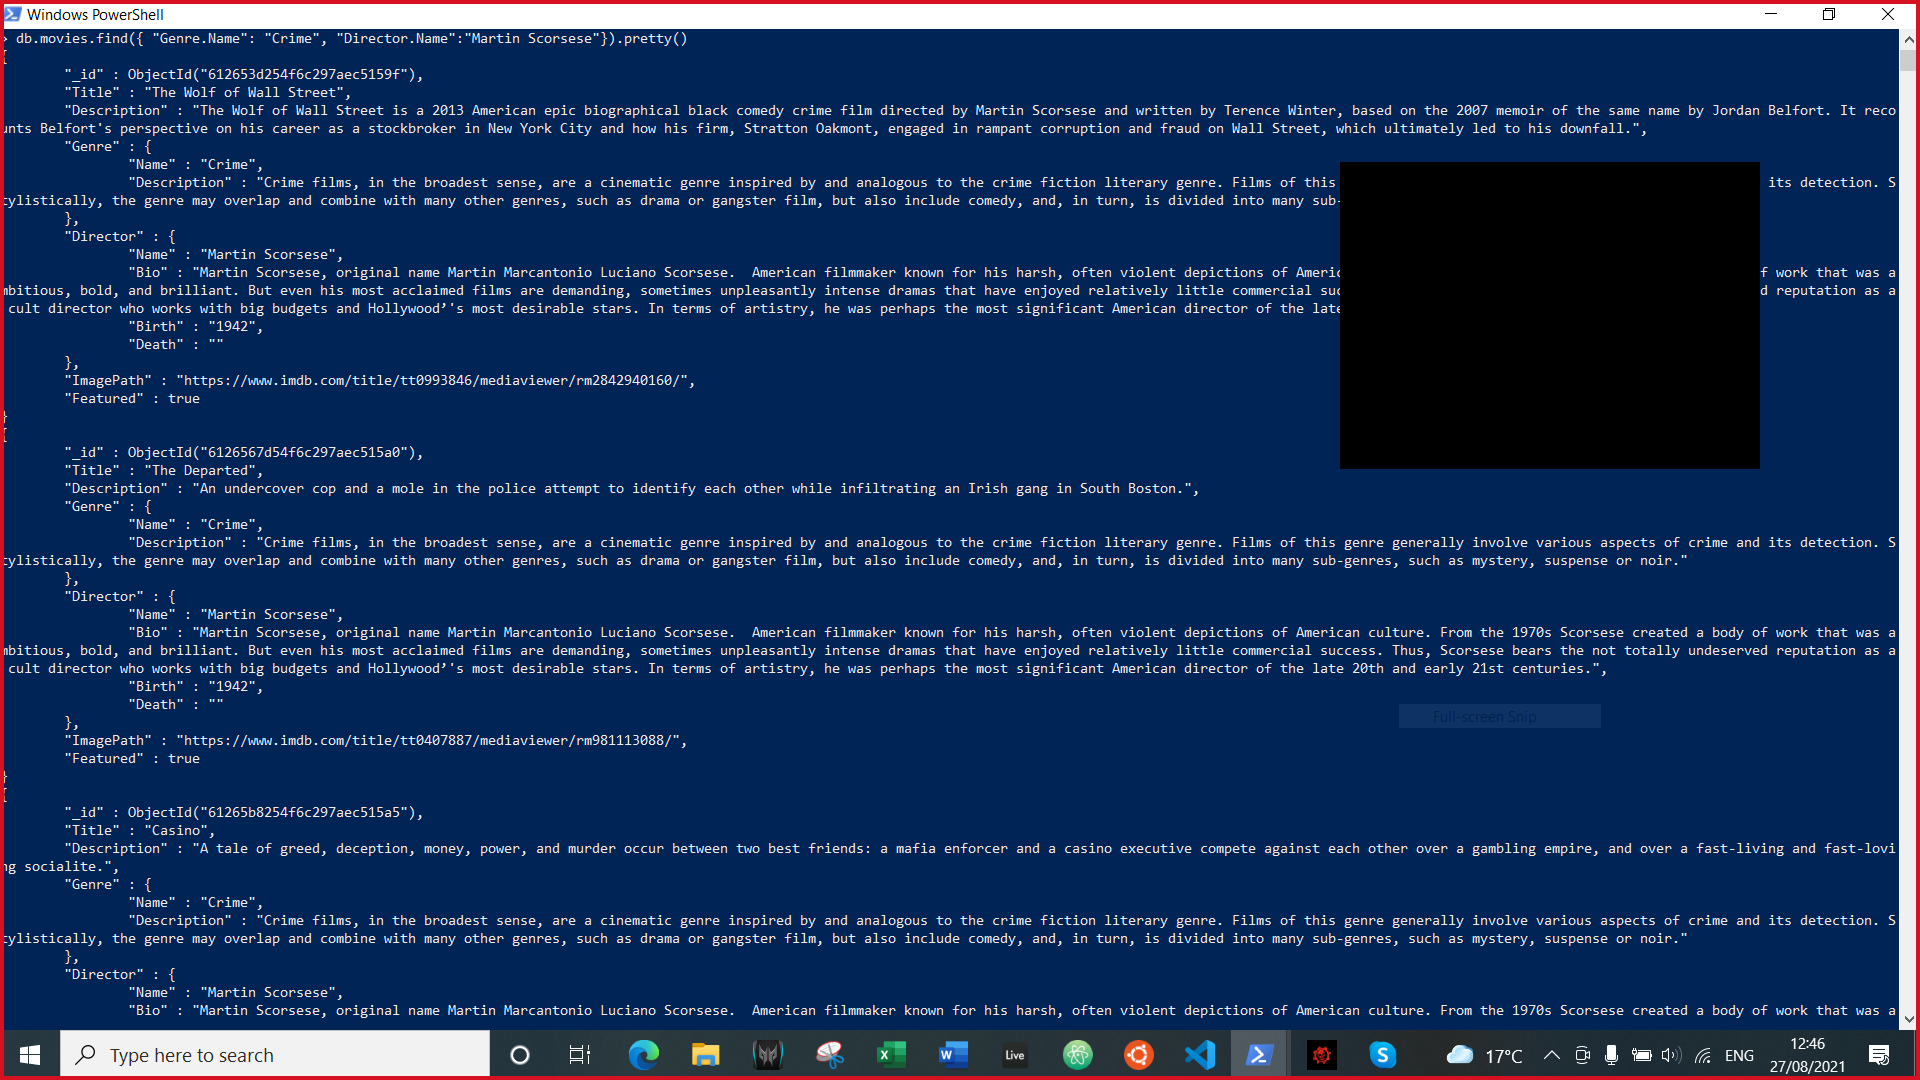 Windows PowerShell
> db.movies.find({ "Genre.Name": "Crime", "Director.Name":"Martin Scorsese"}).pretty()
{
"_id" : ObjectId("612653d254f6c297aec5159f"),
"Title" : "The Wolf of Wall Street",
"Description" : "The Wolf of Wall Street is a 2013 American epic biographical black comedy crime film directed by Martin Scorsese and written by Terence Winter, based on the 2007 memoir of the same name by Jordan Belfort. It reco
unts Belfort's perspective on his career as a stockbroker in New York City and how his firm, Stratton Oakmont, engaged in rampant corruption and fraud on Wall Street, which ultimately led to his downfall.",
"Genre" : {
"Name" : "Crime",
"Description" : "Crime films, in the broadest sense, are a cinematic genre inspired by and analogous to the crime fiction literary genre. Films of this its detection. S
tylistically, the genre may overlap and combine with many other genres, such as drama or gangster film, but also include comedy, and, in turn, is divided into many sub-
},
"Director" : {
"Name" : "Martin Scorsese",
"Bio" : "Martin Scorsese, original name Martin Marcantonio Luciano Scorsese.  American filmmaker known for his harsh, often violent depictions of Americ f work that was a
mbitious, bold, and brilliant. But even his most acclaimed films are demanding, sometimes unpleasantly intense dramas that have enjoyed relatively little commercial suc d reputation as a
cult director who works with big budgets and Hollywood’'s most desirable stars. In terms of artistry, he was perhaps the most significant American director of the late
"Birth" : "1942",
"Death" : ""
},
"ImagePath" : "https://www.imdb.com/title/tt0993846/mediaviewer/rm2842940160/",
"Featured" : true
}
{
"_id" : ObjectId("6126567d54f6c297aec515a0"),
"Title" : "The Departed",
"Description" : "An undercover cop and a mole in the police attempt to identify each other while infiltrating an Irish gang in South Boston.",
"Genre" : {
"Name" : "Crime",
"Description" : "Crime films, in the broadest sense, are a cinematic genre inspired by and analogous to the crime fiction literary genre. Films of this genre generally involve various aspects of crime and its detection. S
tylistically, the genre may overlap and combine with many other genres, such as drama or gangster film, but also include comedy, and, in turn, is divided into many sub-genres, such as mystery, suspense or noir."
},
"Director" : {
"Name" : "Martin Scorsese",
"Bio" : "Martin Scorsese, original name Martin Marcantonio Luciano Scorsese.  American filmmaker known for his harsh, often violent depictions of American culture. From the 1970s Scorsese created a body of work that was a
mbitious, bold, and brilliant. But even his most acclaimed films are demanding, sometimes unpleasantly intense dramas that have enjoyed relatively little commercial success. Thus, Scorsese bears the not totally undeserved reputation as a
cult director who works with big budgets and Hollywood’'s most desirable stars. In terms of artistry, he was perhaps the most significant American director of the late 20th and early 21st centuries.",
"Birth" : "1942",
"Death" : ""
Full-screen Snip
},
"ImagePath" : "https://www.imdb.com/title/tt0407887/mediaviewer/rm981113088/",
"Featured" : true
}
{
"_id" : ObjectId("61265b8254f6c297aec515a5"),
"Title" : "Casino",
"Description" : "A tale of greed, deception, money, power, and murder occur between two best friends: a mafia enforcer and a casino executive compete against each other over a gambling empire, and over a fast-living and fast-lovi
ng socialite.",
"Genre" : {
"Name" : "Crime",
"Description" : "Crime films, in the broadest sense, are a cinematic genre inspired by and analogous to the crime fiction literary genre. Films of this genre generally involve various aspects of crime and its detection. S
tylistically, the genre may overlap and combine with many other genres, such as drama or gangster film, but also include comedy, and, in turn, is divided into many sub-genres, such as mystery, suspense or noir."
},
"Director" : {
"Name" : "Martin Scorsese",
"Bio" : "Martin Scorsese, original name Martin Marcantonio Luciano Scorsese.  American filmmaker known for his harsh, often violent depictions of American culture. From the 1970s Scorsese created a body of work that was a
Type here to search
Live
17°C
ENG
12:46
27/08/2021